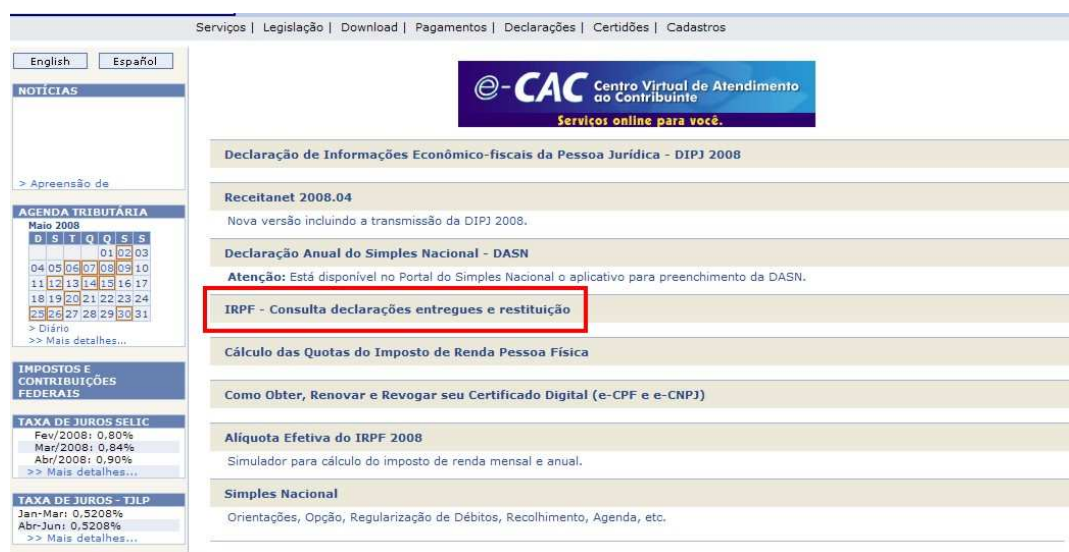 Serviços | Legislação | Download | Pagamentos | Declarações | Certidões | Cadastros
English Español
NOTÍCIAS
> Apreensão de
AGENDA TRIBUTÁRIA
Maio 2008
D S T Q Q S S
01 02 03
04 05 06 07 08 09 10
11 12 13 14 15 16 17
18 19 20 21 22 23 24
25 26 27 28 29 30 31
> Diário
>> Mais detalhes...
IMPOSTOS E
CONTRIBUIÇÕES
FEDERAIS
TAXA DE JUROS SELIC
Fev/2008: 0,80%
Mar/2008: 0,84%
Abr/2008: 0,90%
>> Mais detalhes...
TAXA DE JUROS - TJLP
Jan-Mar: 0,5208%
Abr-Jun: 0,5208%
>> Mais detalhes...
e-CAC Centro Virtual de Atendimento
ao Contribuinte
Serviços online para você.
Declaração de Informações Econômico-fiscais da Pessoa Jurídica - DIPJ 2008
Receitanet 2008.04
Nova versão incluindo a transmissão da DIPJ 2008.
Declaração Anual do Simples Nacional - DASN
Atenção: Está disponível no Portal do Simples Nacional o aplicativo para preenchimento da DASN.
IRPF - Consulta declarações entregues e restituição
Cálculo das Quotas do Imposto de Renda Pessoa Física
Como Obter, Renovar e Revogar seu Certificado Digital (e-CPF e e-CNPJ)
Alíquota Efetiva do IRPF 2008
Simulador para cálculo do imposto de renda mensal e anual.
Simples Nacional
Orientações, Opção, Regularização de Débitos, Recolhimento, Agenda, etc.